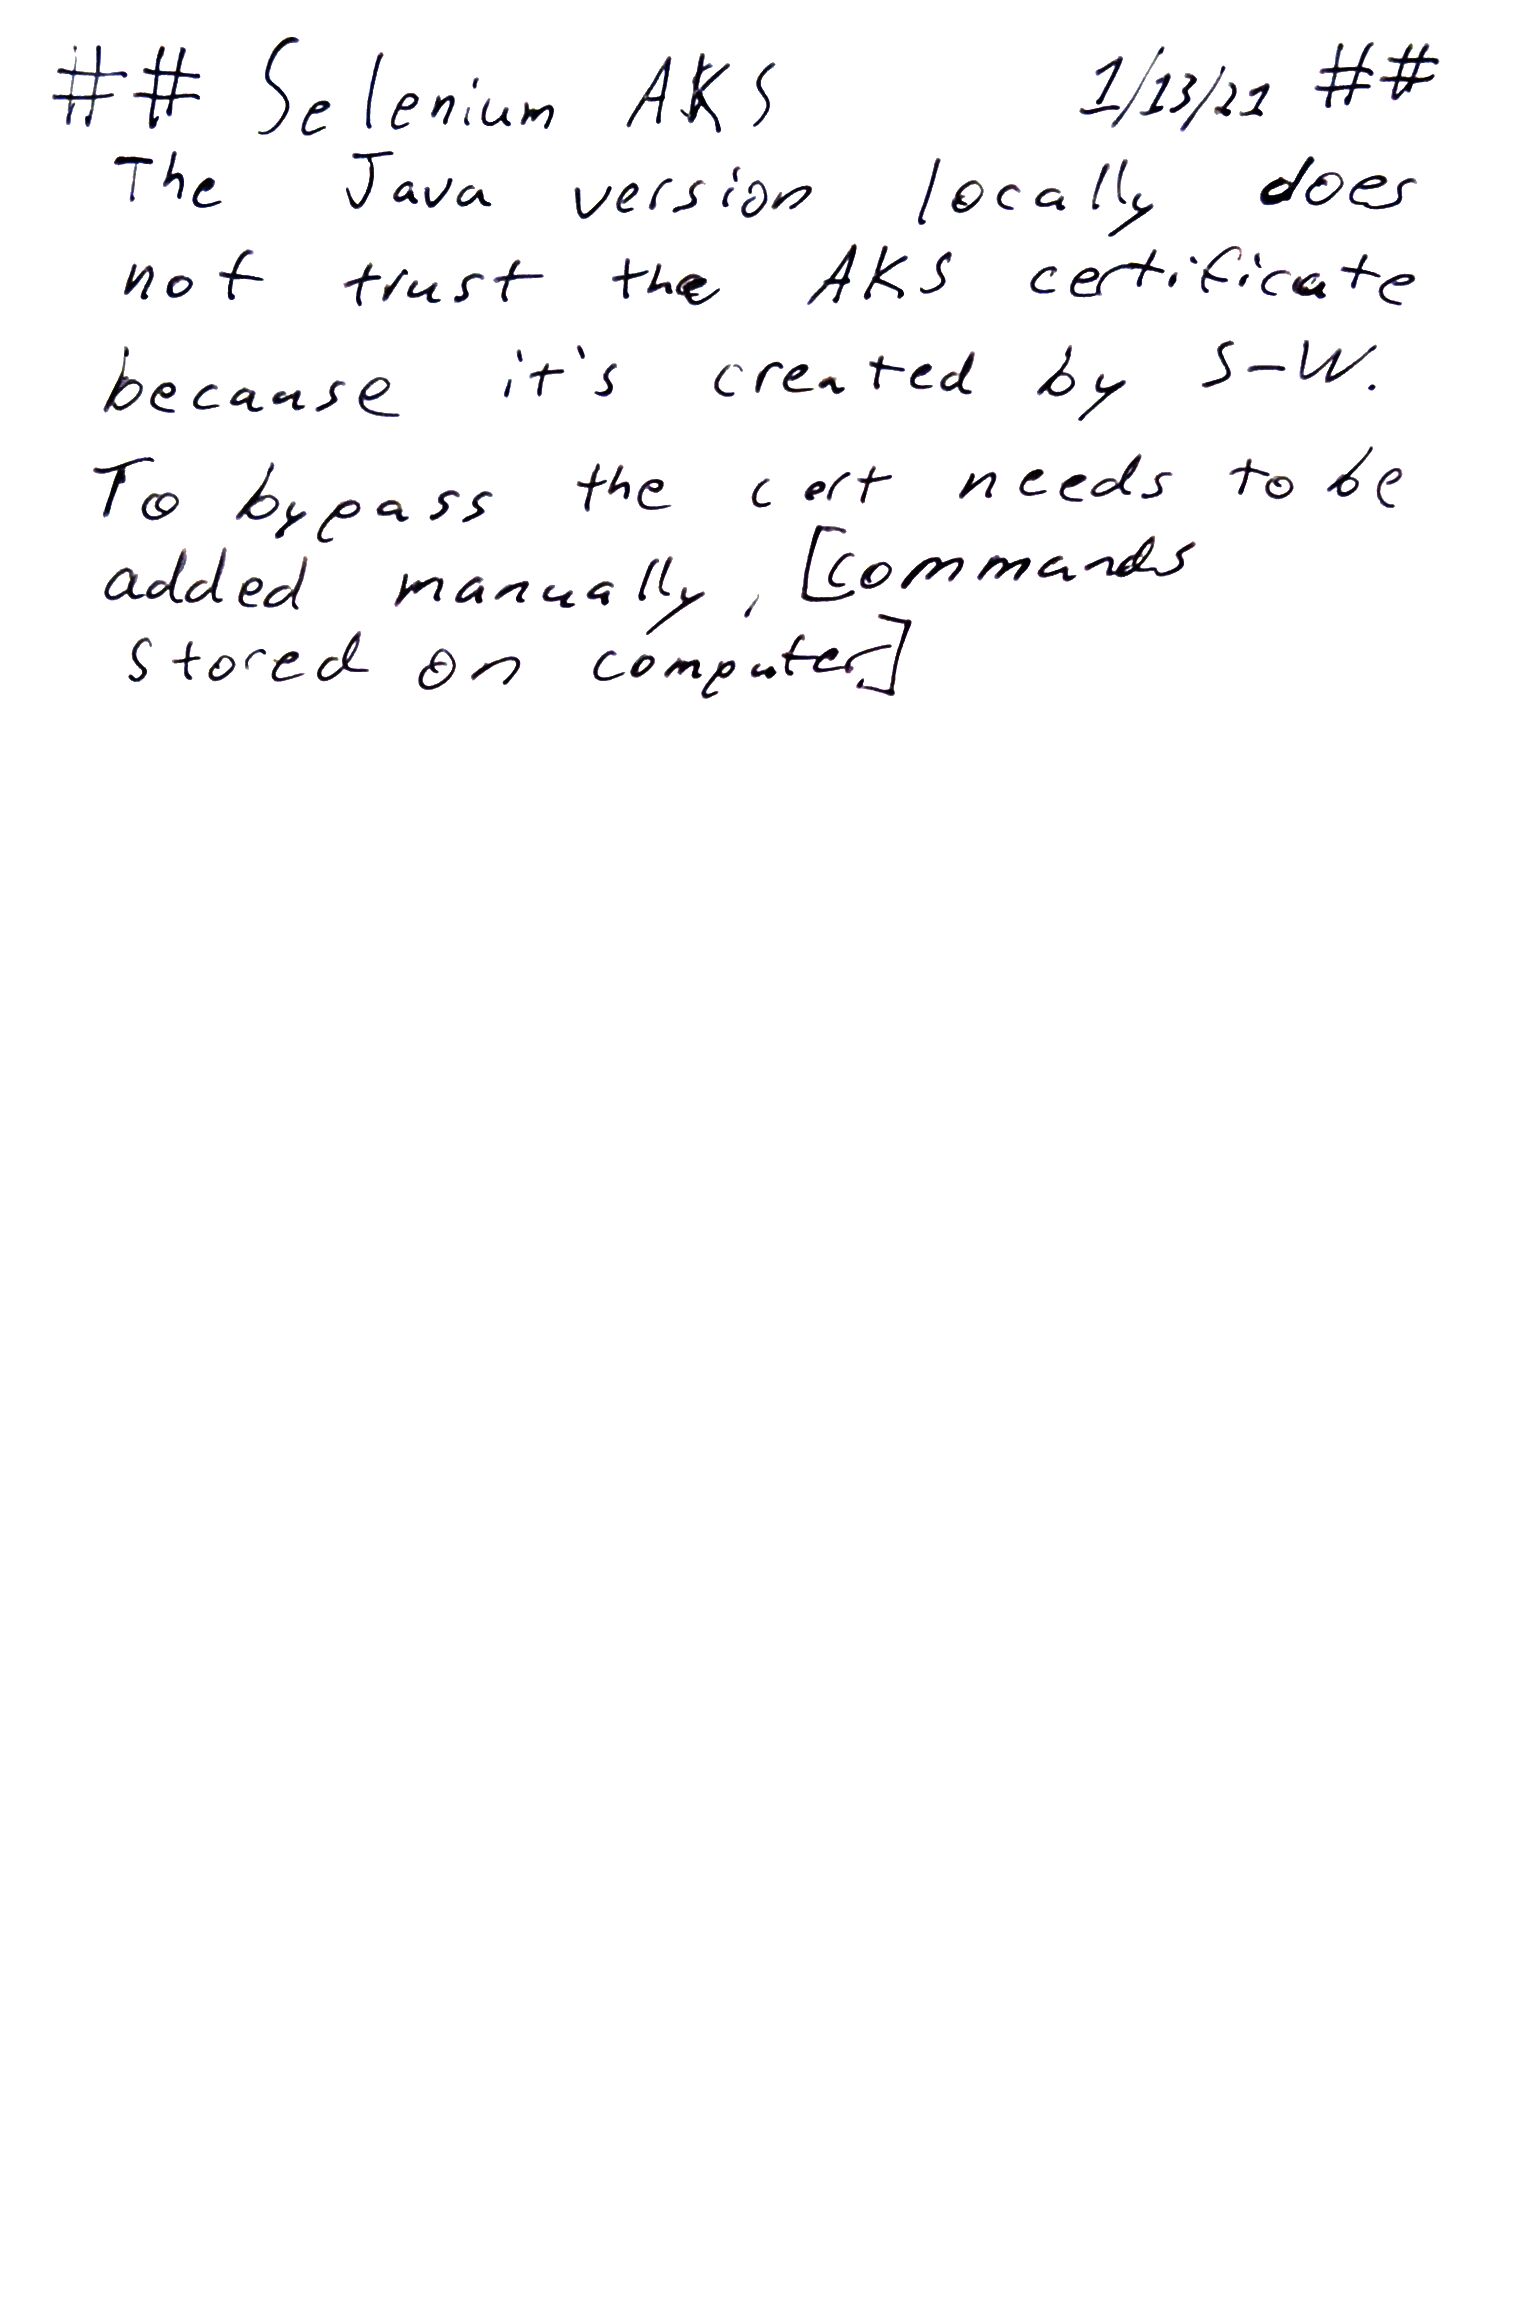 ## Selenium AKS 1/13/21 ##
The Java version locally does
not trust the AKS certificate
because it's created by S-W.
To bypass the cert needs to be
added manually, [commands
stored on computer.]